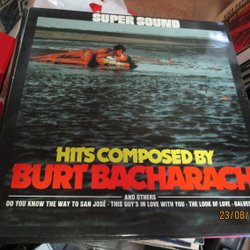 SUPER SOUND
HITS COMPOSED BY
BURT BACHARACH
AND OTHERS
DO YOU KNOW THE WAY TO SAN JOSÉ · THIS GUY'S IN LOVE WITH YOU · THE LOOK OF LOVE · GALVE
23/08/